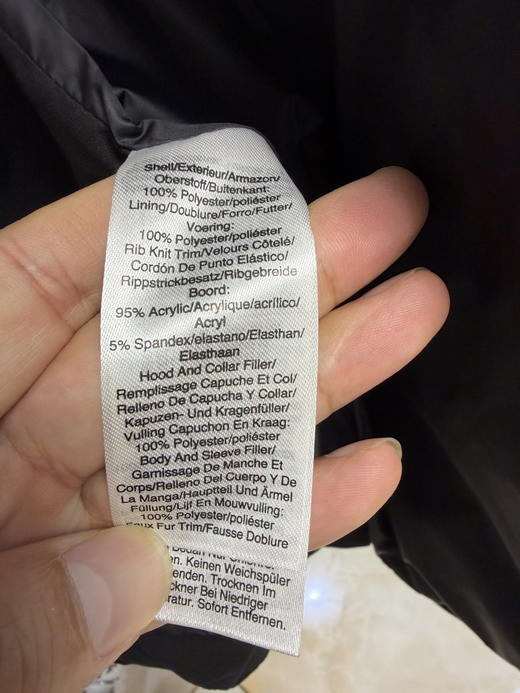 Shell/Exterieur/Armazon/
Oberstoff/Buitenkant:
100% Polyester/poliéster
Lining/Doublure/Forro/Futter/
Voering:
100% Polyester/poliéster
Rib Knit Trim/Velours Côtelé/
Cordón De Punto Elástico/
Rippstrickbesatz/Ribgebreide
Boord:
95% Acrylic/Acrylique/acrílico/
Acryl
5% Spandex/elastano/Elasthan/
Elasthaan
Hood And Collar Filler/
Remplissage Capuche Et Col/
Relleno De Capucha Y Collar/
Kapuzen- Und Kragenfüller/
Vulling Capuchon En Kraag:
100% Polyester/poliéster
Body And Sleeve Filler/
Garnissage De Manche Et
Corps/Relleno Del Cuerpo Y De
La Manga/Hauptteil Und Ärmel
Füllung/Lijf En Mouwvulling:
100% Polyester/poliéster
Faux Fur Trim/Fausse Doublure
Bedarf Nur
Keinen Weichspüler
Trocknen Im
Bei Niedriger
Sofort Entfernen.